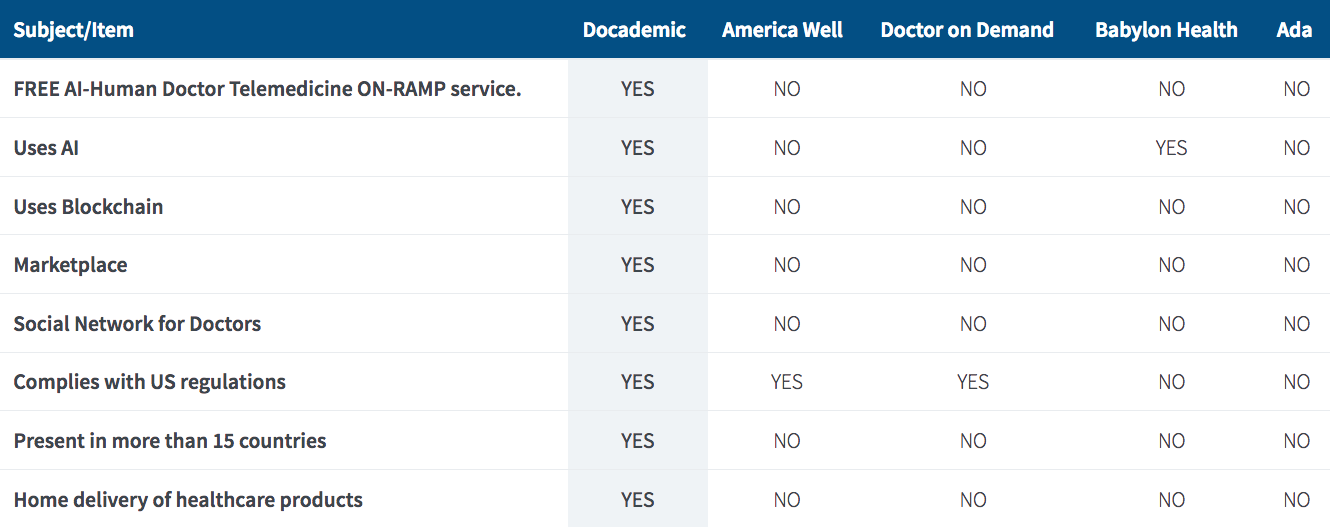 Subject/Item Docademic America Well Doctor on Demand Babylon Health Ada
FREE AI-Human Doctor Telemedicine ON-RAMP service. YES NO NO NO NO
Uses AI YES NO NO YES NO
Uses Blockchain YES NO NO NO NO
Marketplace YES NO NO NO NO
Social Network for Doctors YES NO NO NO NO
Complies with US regulations YES YES YES NO NO
Present in more than 15 countries YES NO NO NO NO
Home delivery of healthcare products YES NO NO NO NO